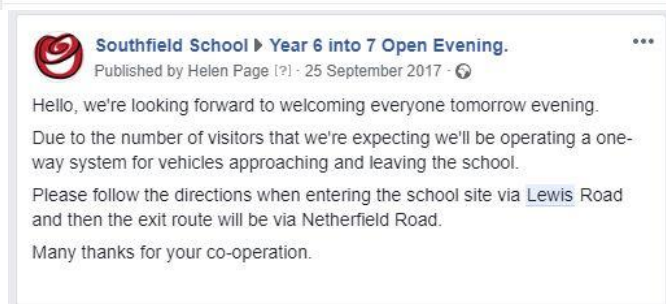 Southfield School ▶ Year 6 into 7 Open Evening.
Published by Helen Page [?] · 25 September 2017 ·
Hello, we're looking forward to welcoming everyone tomorrow evening.
Due to the number of visitors that we're expecting we'll be operating a one-
way system for vehicles approaching and leaving the school.
Please follow the directions when entering the school site via Lewis Road
and then the exit route will be via Netherfield Road.
Many thanks for your co-operation.